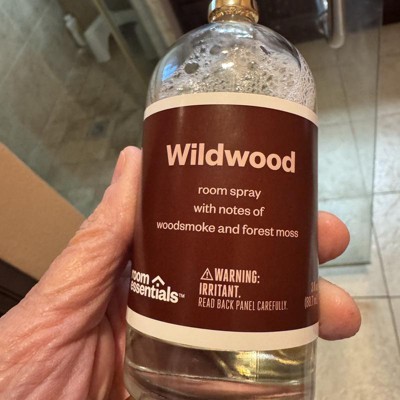 Wildwood
room spray
with notes of
woodsmoke and forest moss
room
essentials™
⚠WARNING:
IRRITANT.
READ BACK PANEL CAREFULLY.